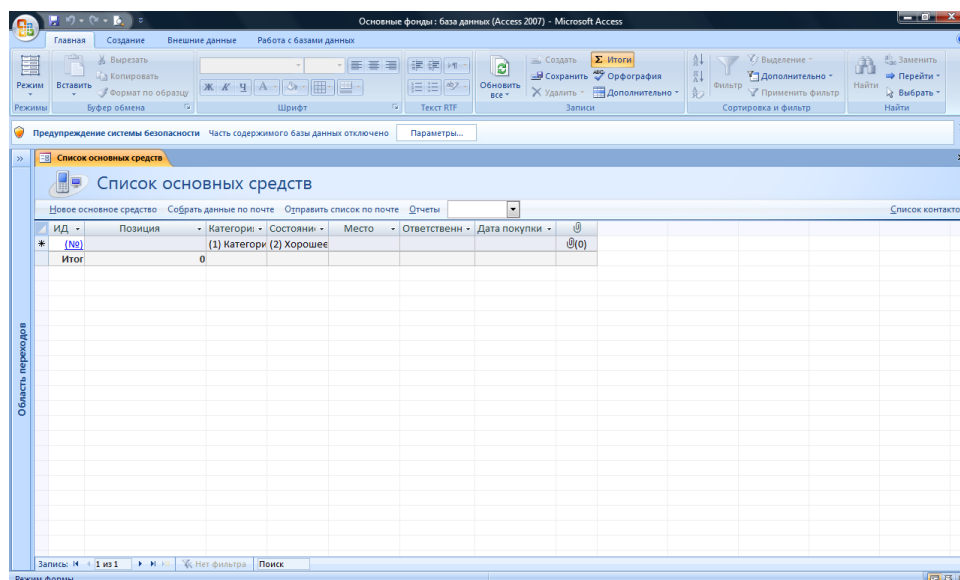 Основные фонды : база данных (Access 2007) - Microsoft Access
Главная Создание Внешние данные Работа с базами данных
Режим
Режимы
Вставить
Вырезать
Копировать
Формат по образцу
Буфер обмена
Ж К Ч А
Шрифт
Текст RTF
Обновить все
Создать
Сохранить
Удалить
Σ Итоги
Орфография
Дополнительно
Записи
Фильтр
Выделение
Дополнительно
Применить фильтр
Сортировка и фильтр
Найти
Заменить
Перейти
Выбрать
Найти
Предупреждение системы безопасности Часть содержимого базы данных отключено Параметры...
Список основных средств
Список основных средств
Новое основное средство Собрать данные по почте Отправить список по почте Отчеты Список контакто
ИД Позиция Категори: Состояни Место Ответственн Дата покупки
* (№) (1) Категори (2) Хорошее (0)
Итог 0
Область переходов
Запись: 1 из 1 Нет фильтра Поиск
Режим формы